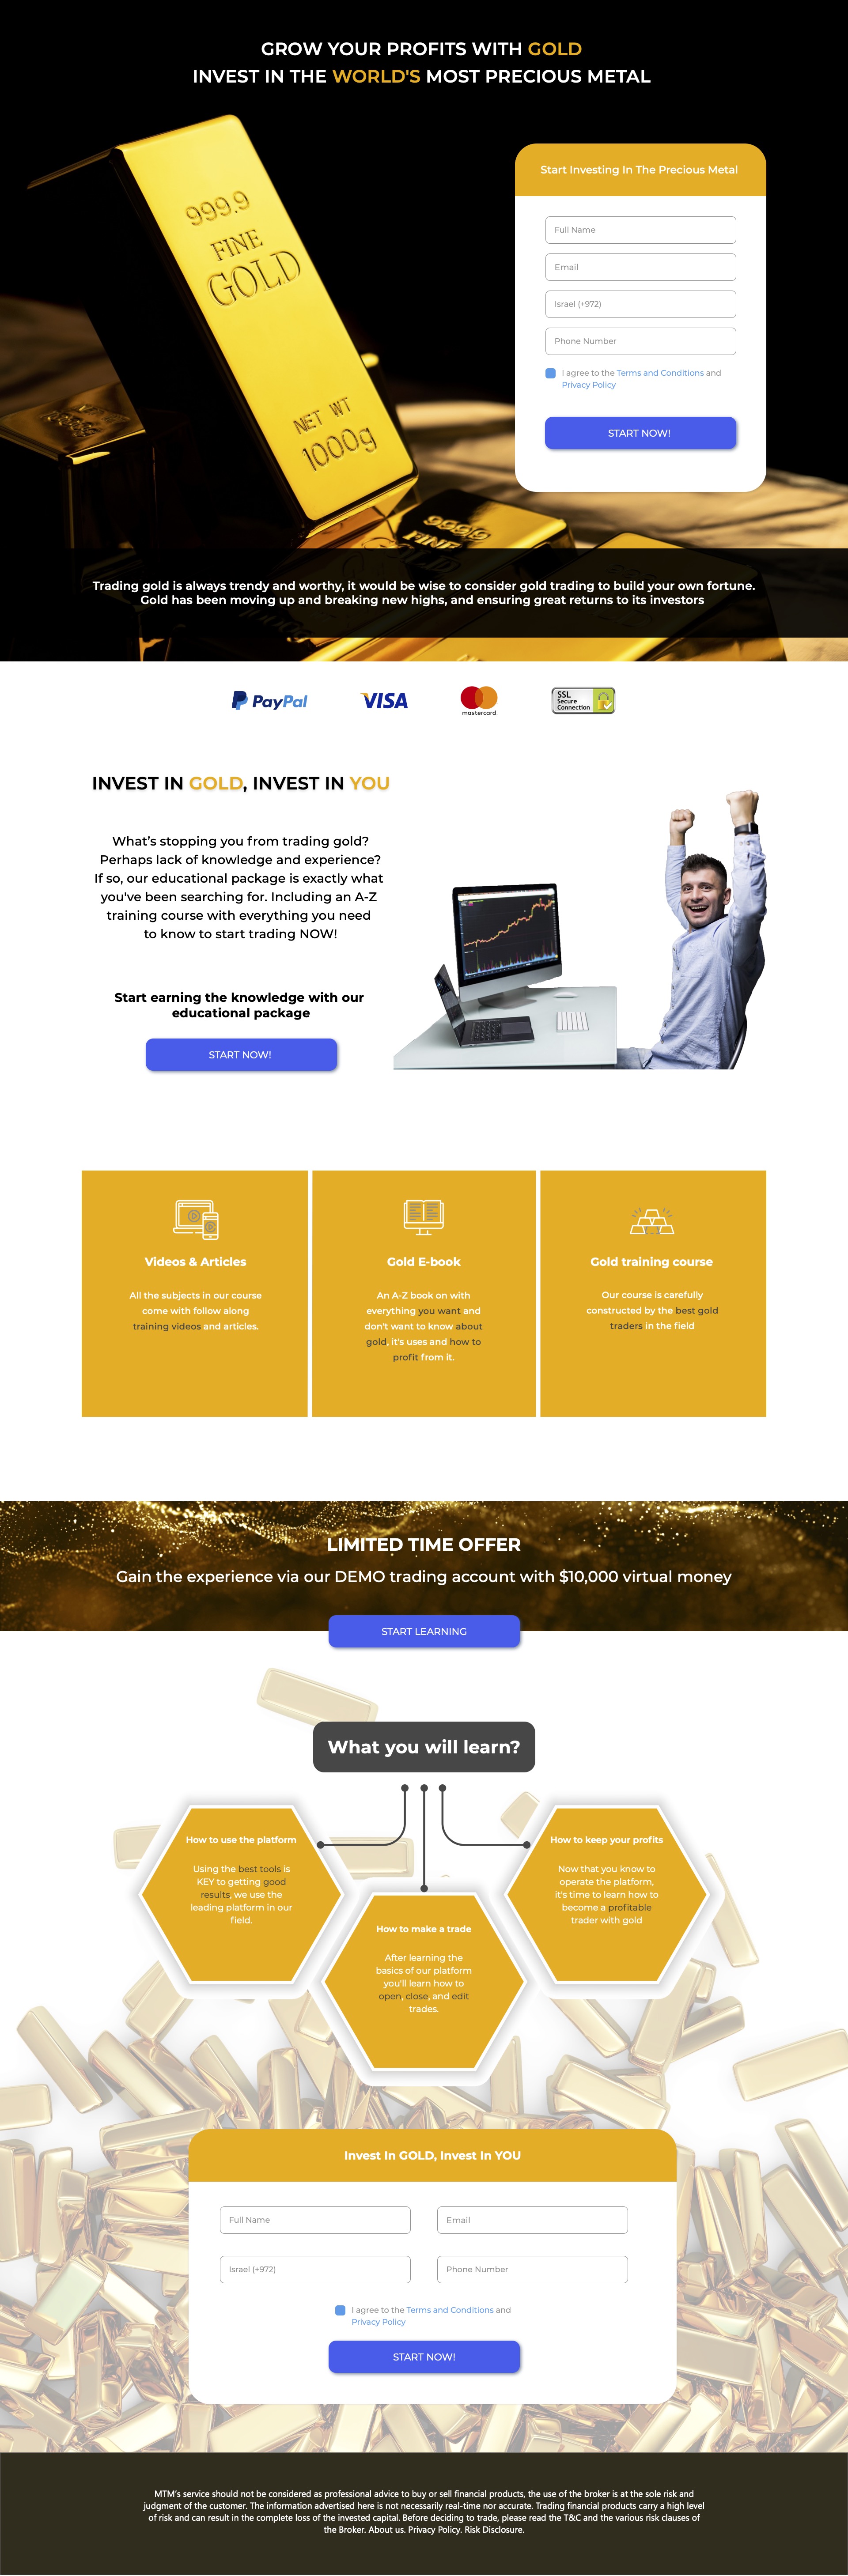 GROW YOUR PROFITS WITH GOLD
INVEST IN THE WORLD'S MOST PRECIOUS METAL
999.9
FINE
GOLD
NET WT
1000g
999.9
FINE
Start Investing In The Precious Metal
Full Name
Email
Israel (+972)
Phone Number
I agree to the Terms and Conditions and
Privacy Policy
START NOW!
Trading gold is always trendy and worthy, it would be wise to consider gold trading to build your own fortune.
Gold has been moving up and breaking new highs, and ensuring great returns to its investors
PayPal
VISA
mastercard
SSL
Secure
Connection
INVEST IN GOLD, INVEST IN YOU
What's stopping you from trading gold?
Perhaps lack of knowledge and experience?
If so, our educational package is exactly what
you've been searching for. Including an A-Z
training course with everything you need
to know to start trading NOW!
Start earning the knowledge with our
educational package
START NOW!
Videos & Articles
All the subjects in our course
come with follow along
training videos and articles.
Gold E-book
An A-Z book on with
everything you want and
don't want to know about
gold, it's uses and how to
profit from it.
Gold training course
Our course is carefully
constructed by the best gold
traders in the field
LIMITED TIME OFFER
Gain the experience via our DEMO trading account with $10,000 virtual money
START LEARNING
What you will learn?
How to use the platform
Using the best tools is
KEY to getting good
results, we use the
leading platform in our
field.
How to make a trade
After learning the
basics of our platform
you'll learn how to
open, close, and edit
trades.
How to keep your profits
Now that you know to
operate the platform,
it's time to learn how to
become a profitable
trader with gold
Invest In GOLD, Invest In YOU
Full Name
Email
Israel (+972)
Phone Number
I agree to the Terms and Conditions and
Privacy Policy
START NOW!
MTM's service should not be considered as professional advice to buy or sell financial products, the use of the broker is at the sole risk and
judgment of the customer. The information advertised here is not necessarily real-time nor accurate. Trading financial products carry a high level
of risk and can result in the complete loss of the invested capital. Before deciding to trade, please read the T&C and the various risk clauses of
the Broker. About us. Privacy Policy. Risk Disclosure.